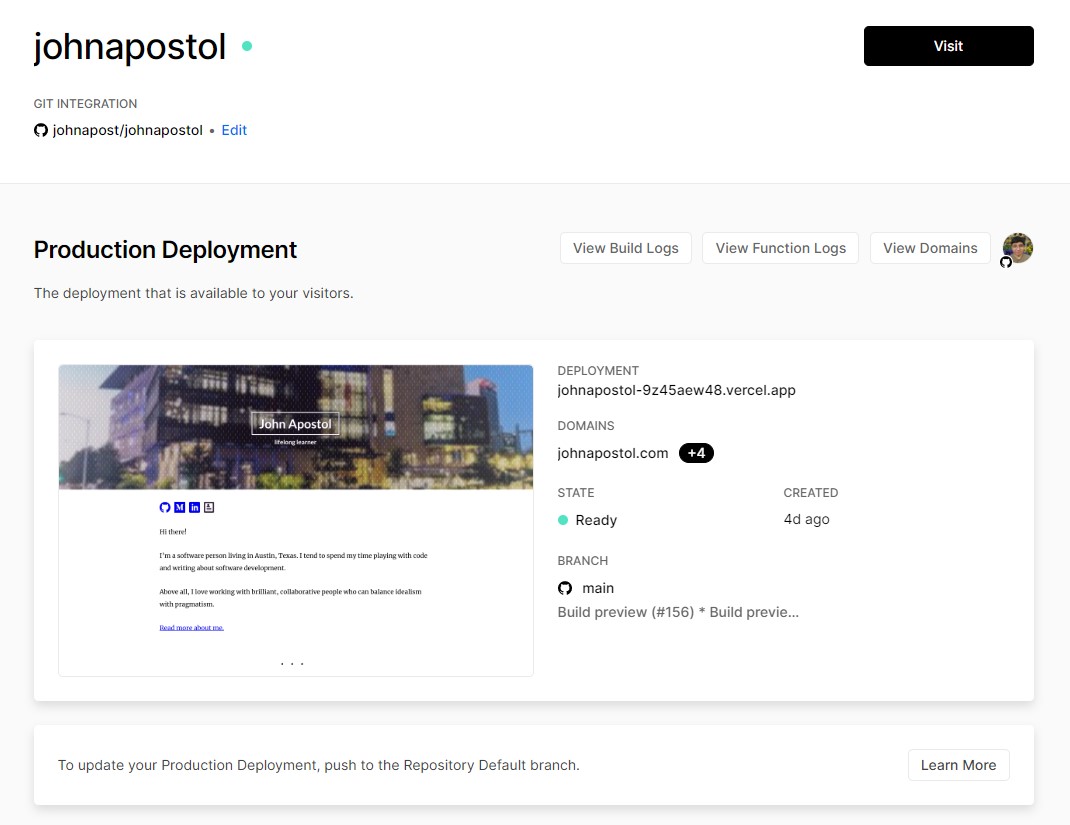 johnapostol
Visit
GIT INTEGRATION
johnapost/johnapostol • Edit
Production Deployment
View Build Logs
View Function Logs
View Domains
The deployment that is available to your visitors.
John Apostol
lifelong learner
Hi there!
I'm a software person living in Austin, Texas. I tend to spend my time playing with code
and writing about software development.
Above all, I love working with brilliant, collaborative people who can balance idealism
with pragmatism.
Read more about me.
. . .
DEPLOYMENT
johnapostol-9z45aew48.vercel.app
DOMAINS
johnapostol.com +4
STATE
Ready
CREATED
4d ago
BRANCH
main
Build preview (#156) * Build previe...
To update your Production Deployment, push to the Repository Default branch.
Learn More